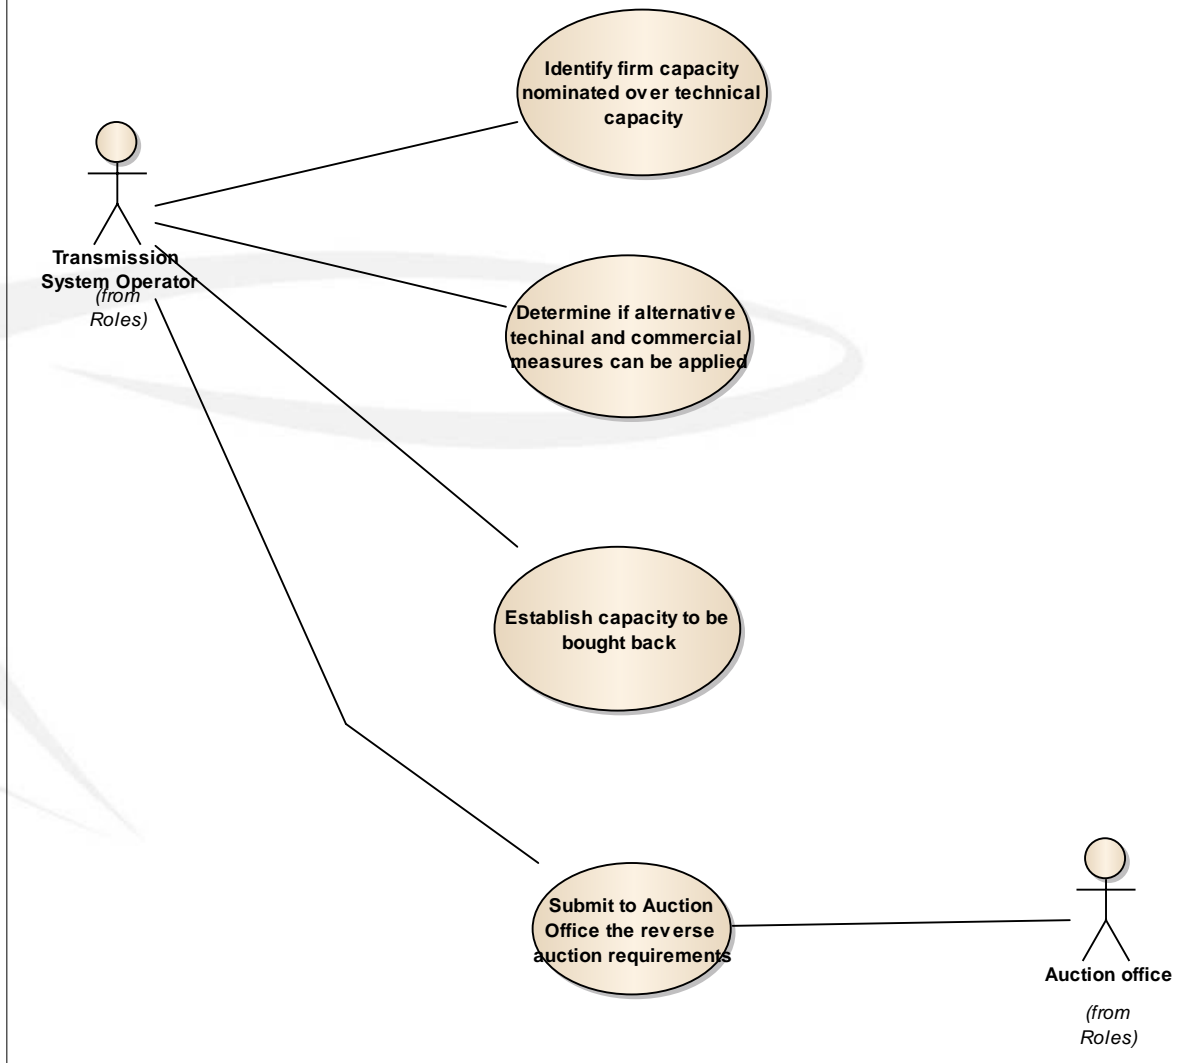 Identify firm capacity
nominated over technical
capacity
Transmission
System Operator
(from
Roles)
Determine if alternative
techinal and commercial
measures can be applied
Establish capacity to be
bought back
Submit to Auction
Office the reverse
auction requirements
Auction office
(from
Roles)